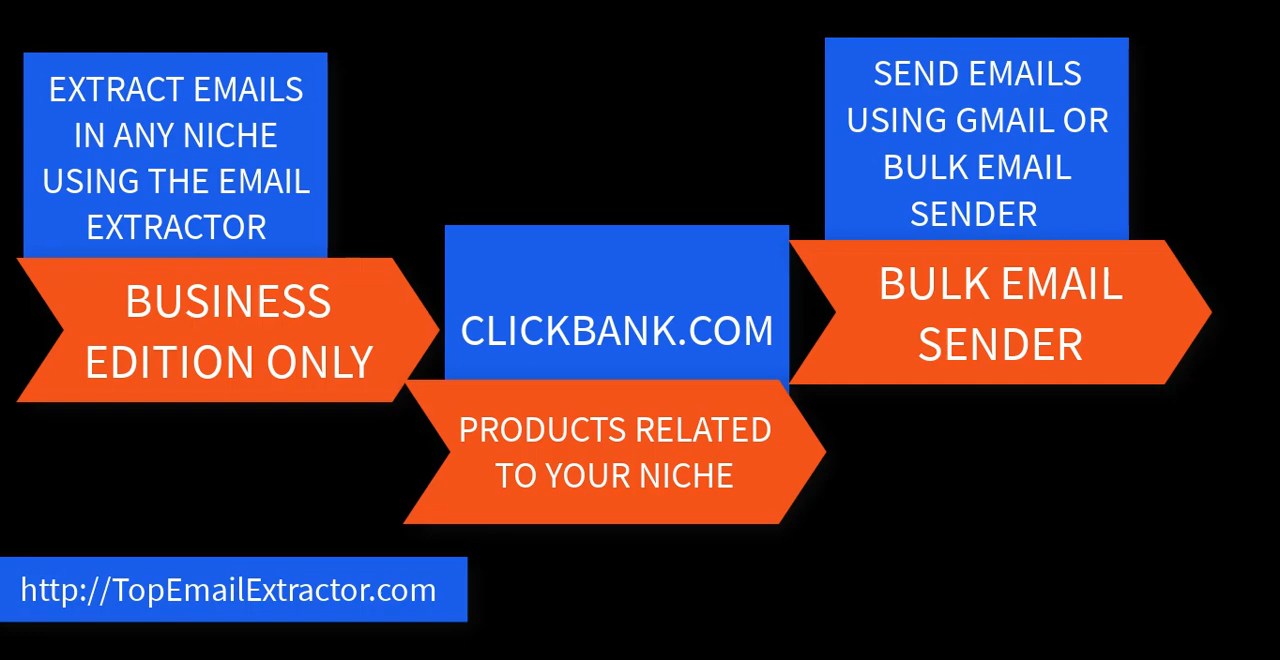 EXTRACT EMAILS
IN ANY NICHE
USING THE EMAIL
EXTRACTOR
BUSINESS
EDITION ONLY
CLICKBANK.COM
PRODUCTS RELATED
TO YOUR NICHE
SEND EMAILS
USING GMAIL OR
BULK EMAIL
SENDER
BULK EMAIL
SENDER
http://TopEmailExtractor.com